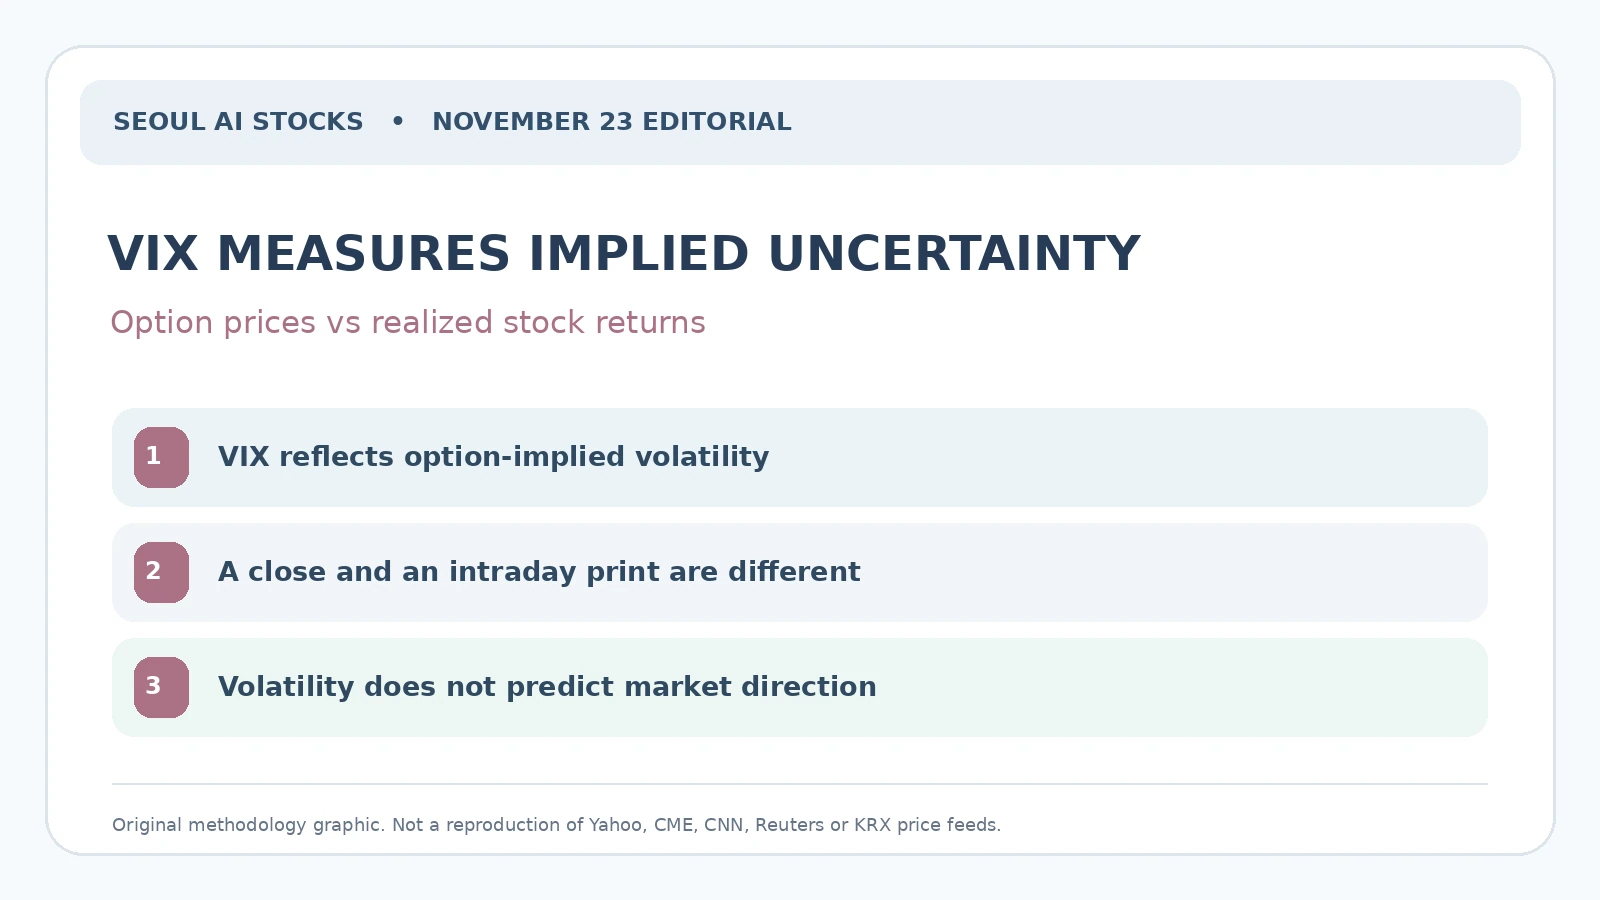 SEOUL AI STOCKS • NOVEMBER 23 EDITORIAL
VIX MEASURES IMPLIED UNCERTAINTY
Option prices vs realized stock returns
1 VIX reflects option-implied volatility
2 A close and an intraday print are different
3 Volatility does not predict market direction
Original methodology graphic. Not a reproduction of Yahoo, CME, CNN, Reuters or KRX price feeds.